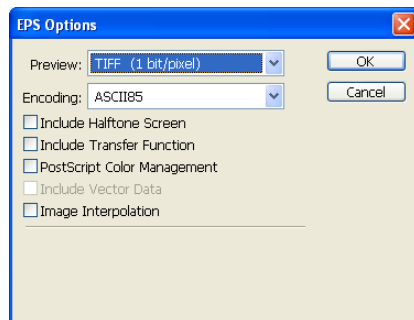 EPS Options
Preview: TIFF (1 bit/pixel)
OK
Encoding: ASCII85
Cancel
Include Halftone Screen
Include Transfer Function
PostScript Color Management
Include Vector Data
Image Interpolation